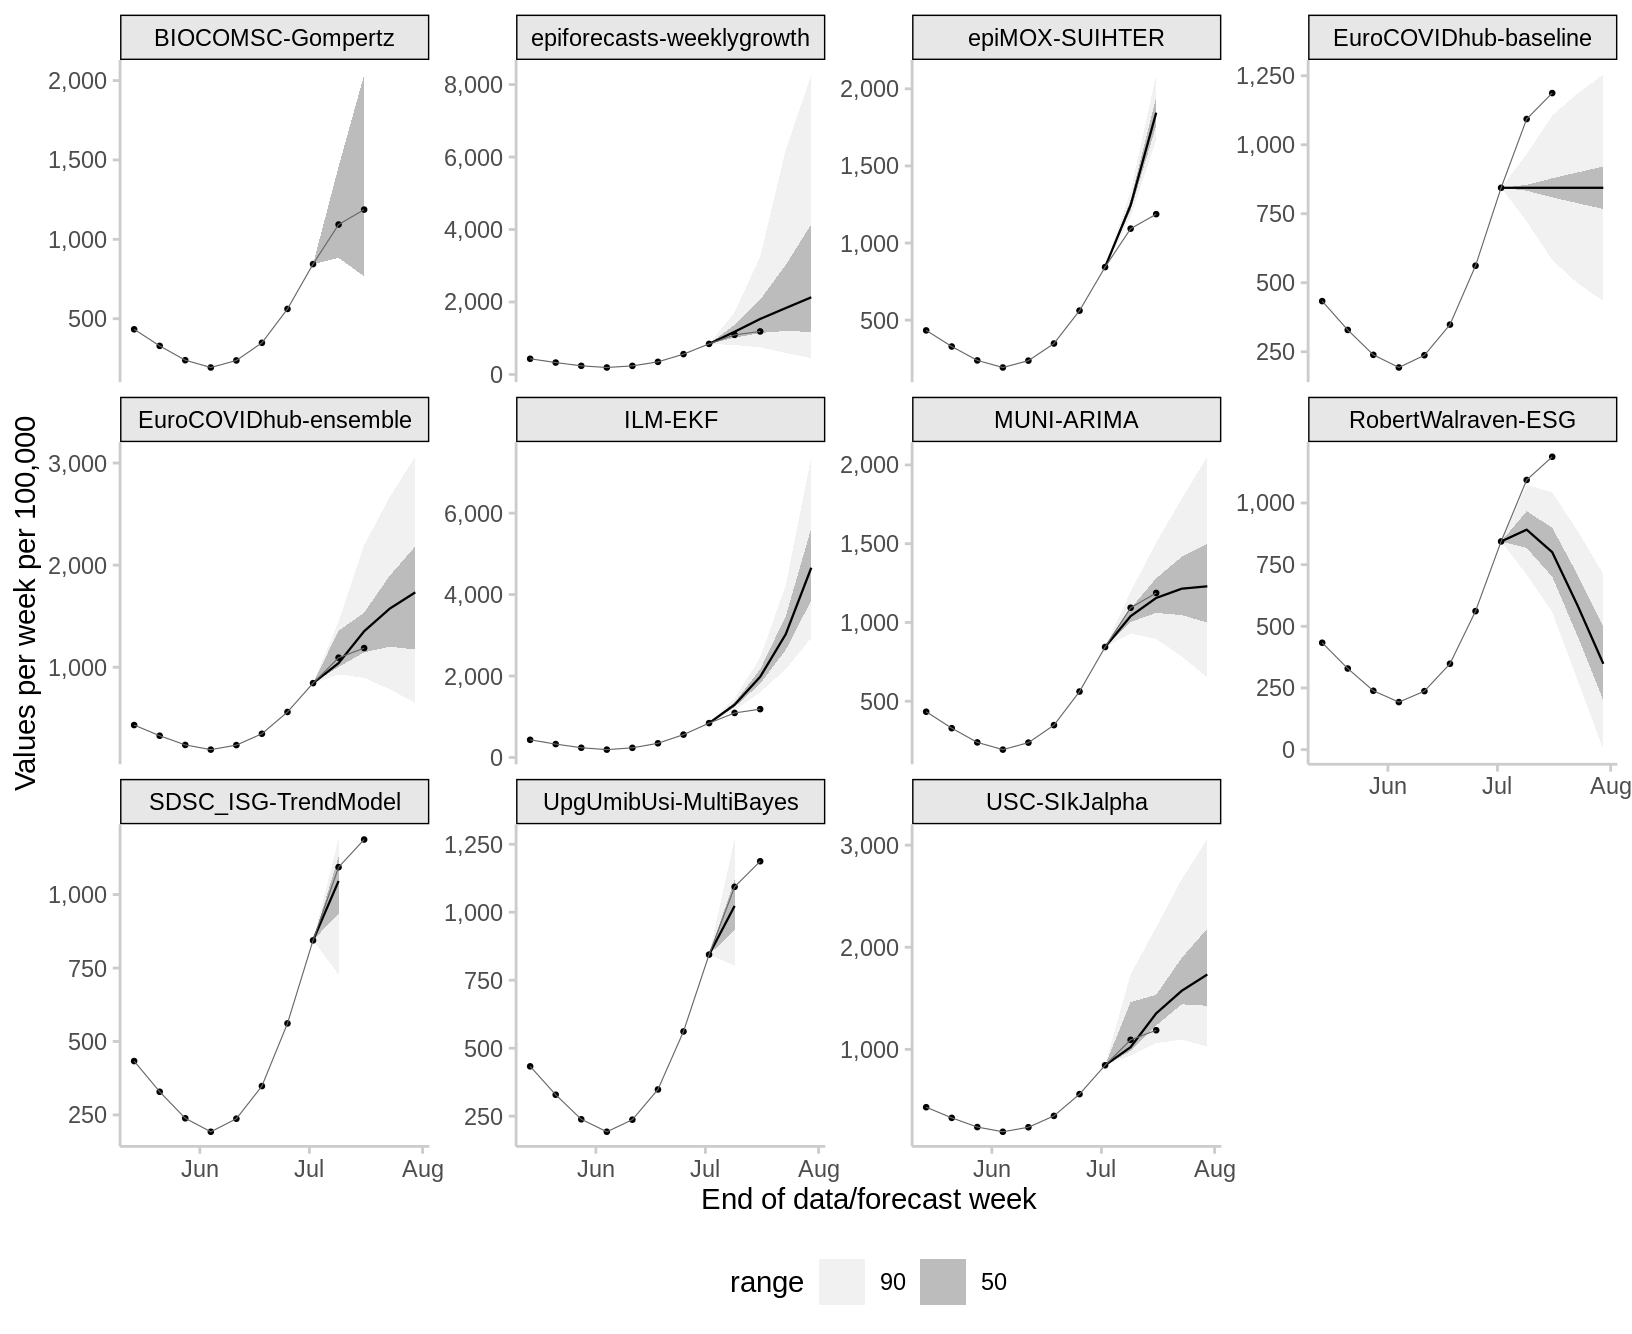 BIOCOMSC-Gompertz
epiforecasts-weeklygrowth
epiMOX-SUIHTER
EuroCOVIDhub-baseline
2,000
1,500
1,000
500
8,000
6,000
4,000
2,000
0
2,000
1,500
1,000
500
1,250
1,000
750
500
250
EuroCOVIDhub-ensemble
ILM-EKF
MUNI-ARIMA
RobertWalraven-ESG
3,000
2,000
1,000
6,000
4,000
2,000
0
2,000
1,500
1,000
500
1,000
750
500
250
0
Jun Jul Aug
Values per week per 100,000
SDSC_ISG-TrendModel
UpgUmibUsi-MultiBayes
USC-SIkJalpha
1,000
750
500
250
1,250
1,000
750
500
250
3,000
2,000
1,000
Jun Jul Aug
Jun Jul Aug
Jun Jul Aug
End of data/forecast week
range 90 50